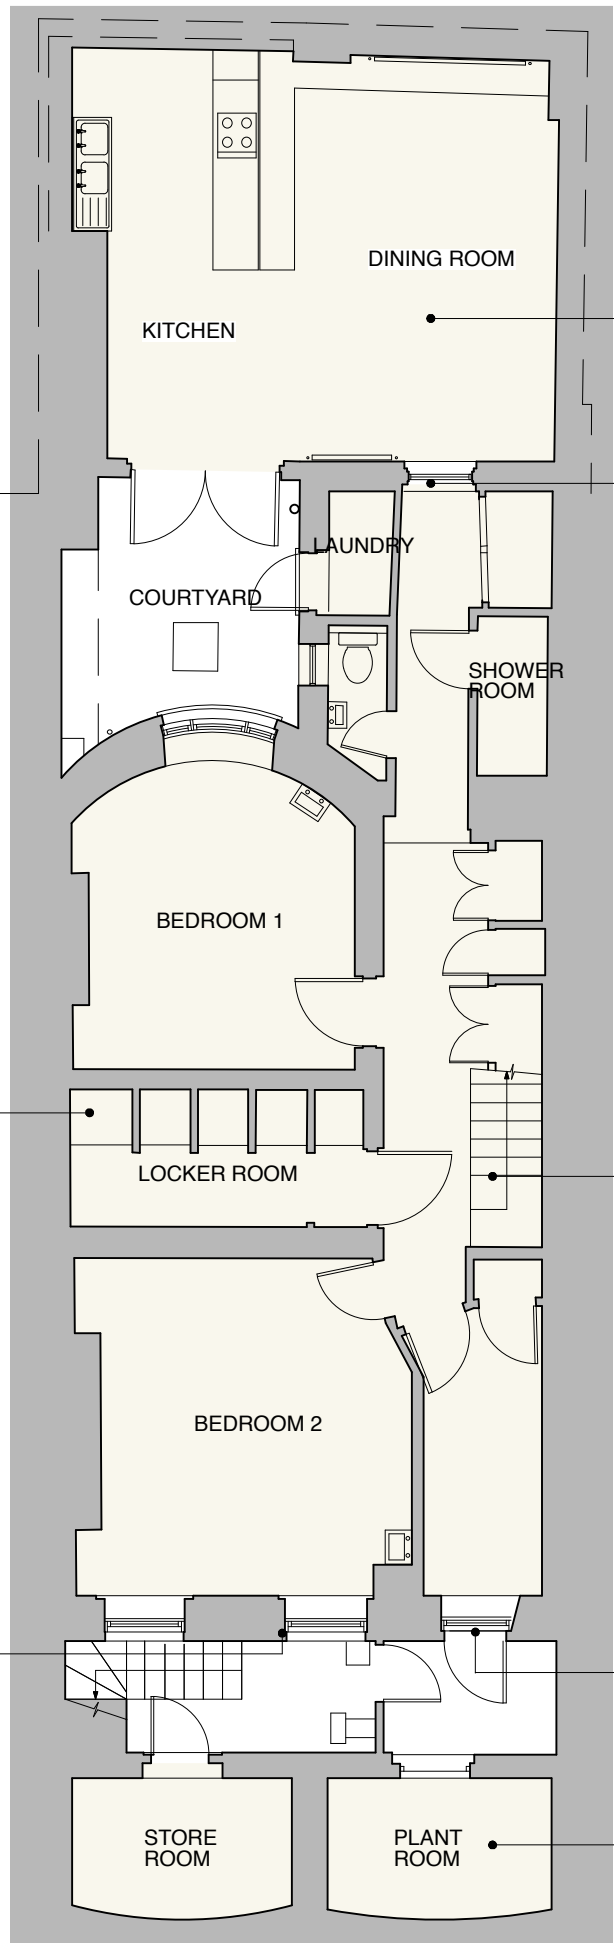 DINING ROOM
KITCHEN
LAUNDRY
COURTYARD
SHOWER
ROOM
BEDROOM 1
LOCKER ROOM
BEDROOM 2
STORE
ROOM
PLANT
ROOM